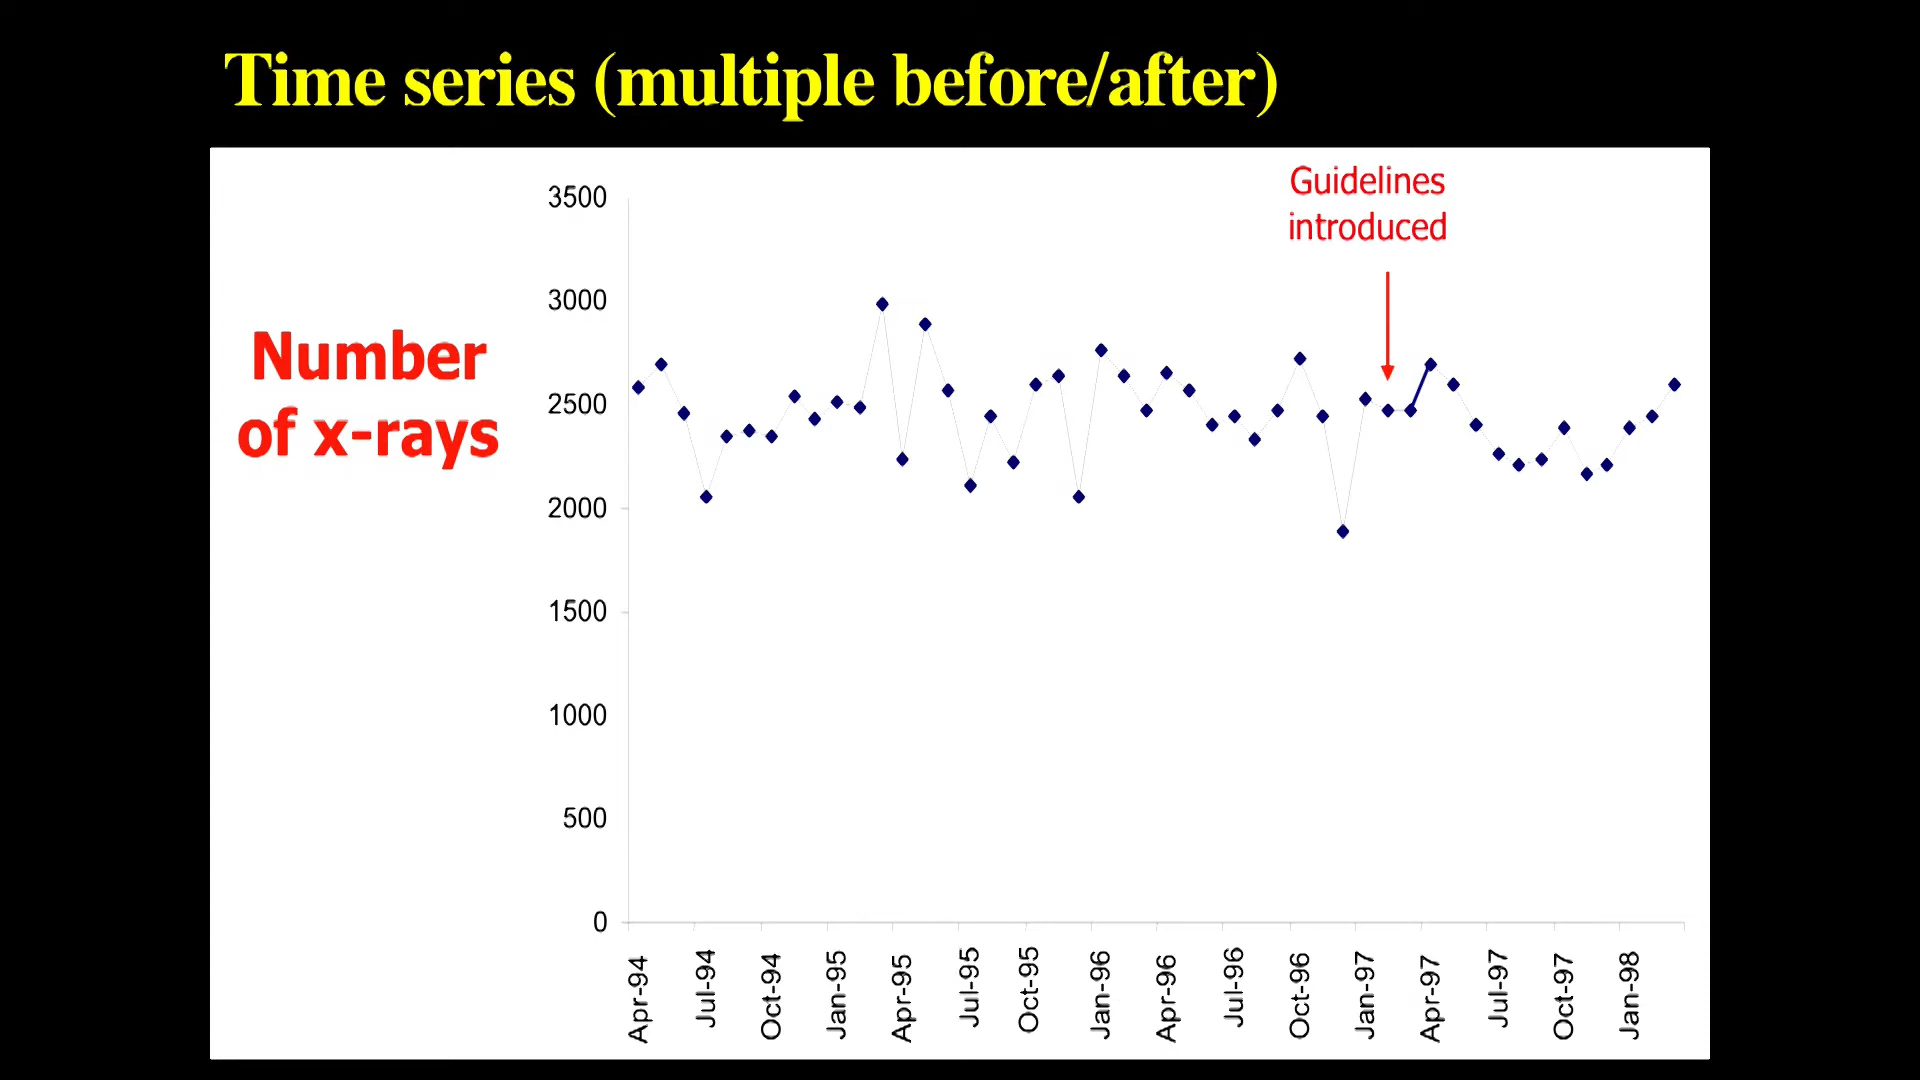 Time series (multiple before/after)
Guidelines
introduced
Number
of x-rays
3500
3000
2500
2000
1500
1000
500
0
Apr-94
Jul-94
Oct-94
Jan-95
Apr-95
Jul-95
Oct-95
Jan-96
Apr-96
Jul-96
Oct-96
Jan-97
Apr-97
Jul-97
Oct-97
Jan-98